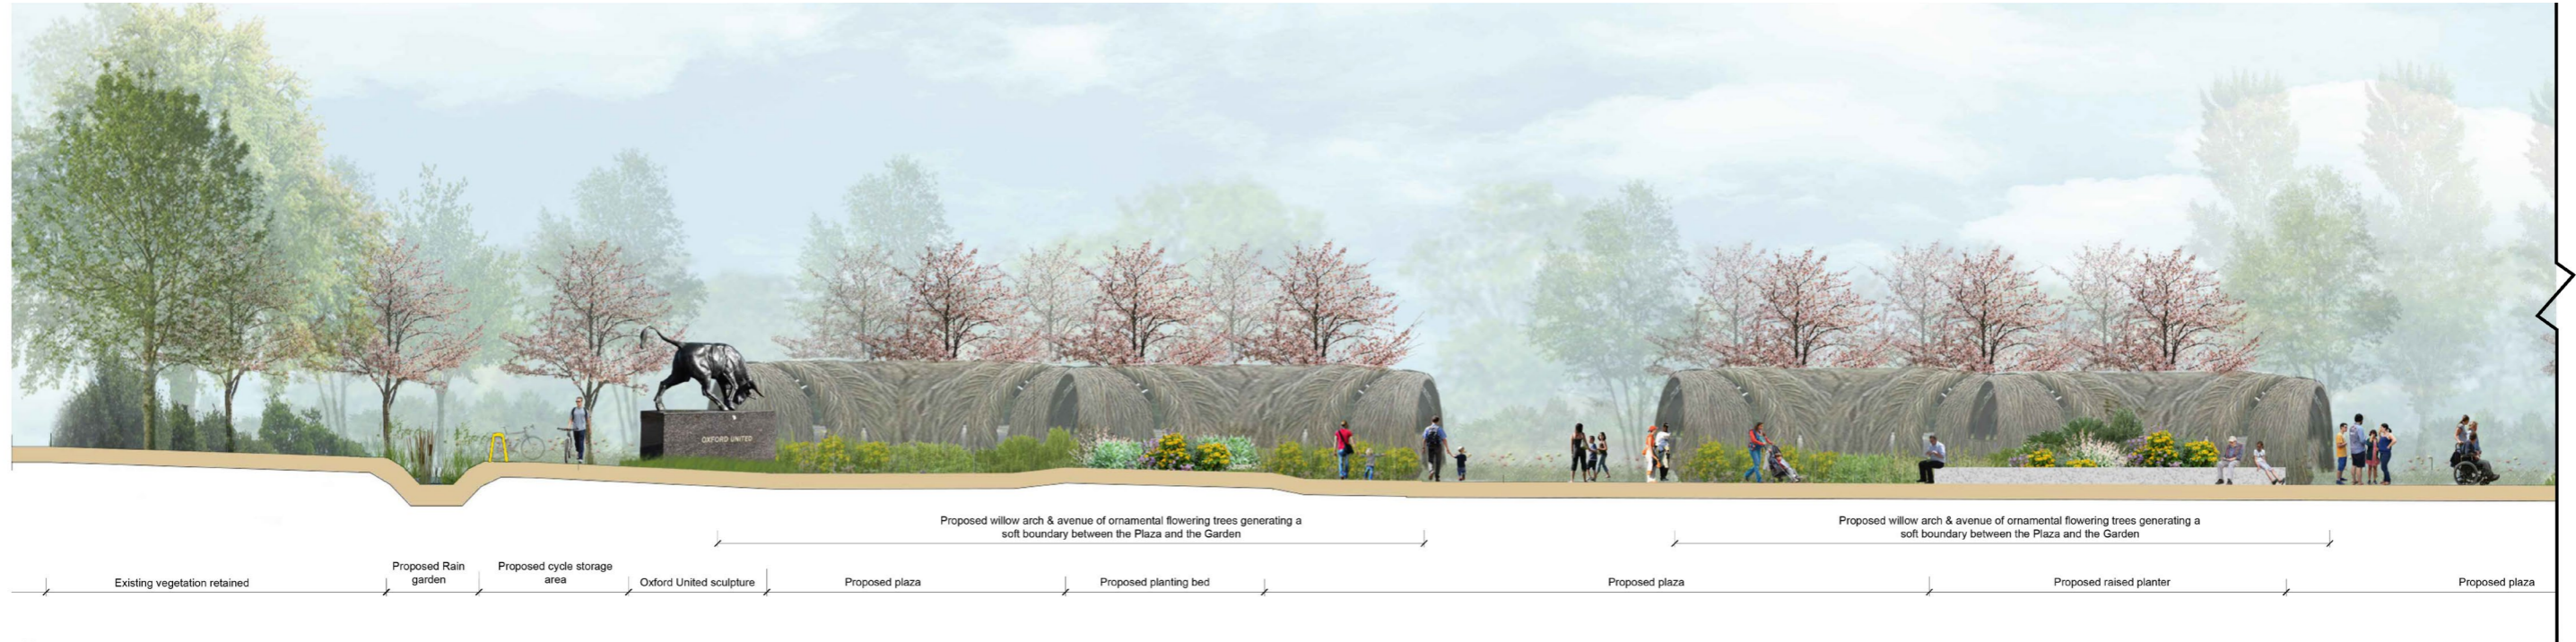 OXFORD UNITED
Proposed willow arch & avenue of ornamental flowering trees generating a
soft boundary between the Plaza and the Garden
Proposed willow arch & avenue of ornamental flowering trees generating a
soft boundary between the Plaza and the Garden
Existing vegetation retained
Proposed Rain
garden
Proposed cycle storage
area
Oxford United sculpture
Proposed plaza
Proposed planting bed
Proposed plaza
Proposed raised planter
Proposed plaza